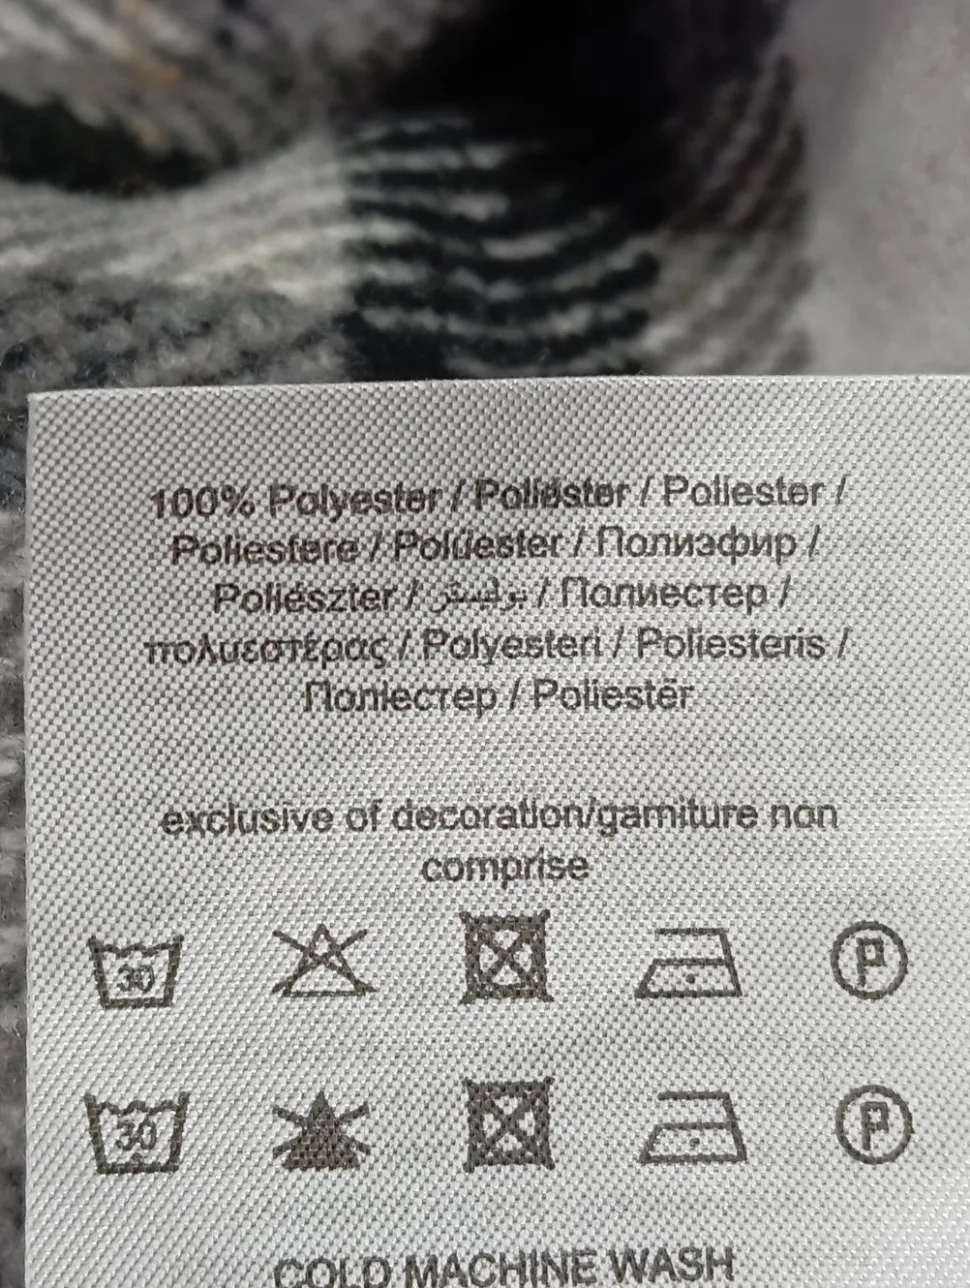 100% Polyester / Poliéster / Poliester /
Poliestere / Polüester / Полиэфир /
Poliészter / بوليستر / Полиестер /
πολυεστέρας / Polyesteri / Poliesteris /
Поліестер / Poliestër
exclusive of decoration/garniture non
comprise
30 P
30 P
COLD MACHINE WASH